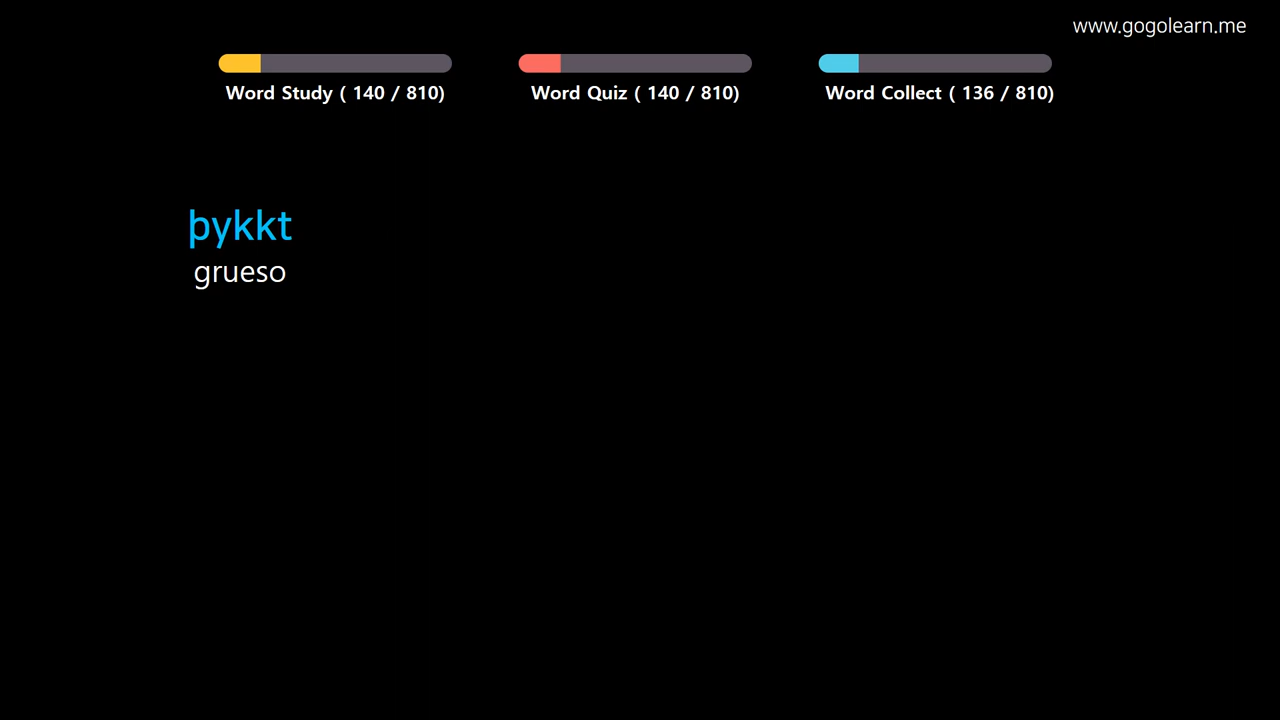 www.gogolearn.me
Word Study ( 140 / 810)
Word Quiz ( 140 / 810)
Word Collect ( 136 / 810)
þykkt
grueso